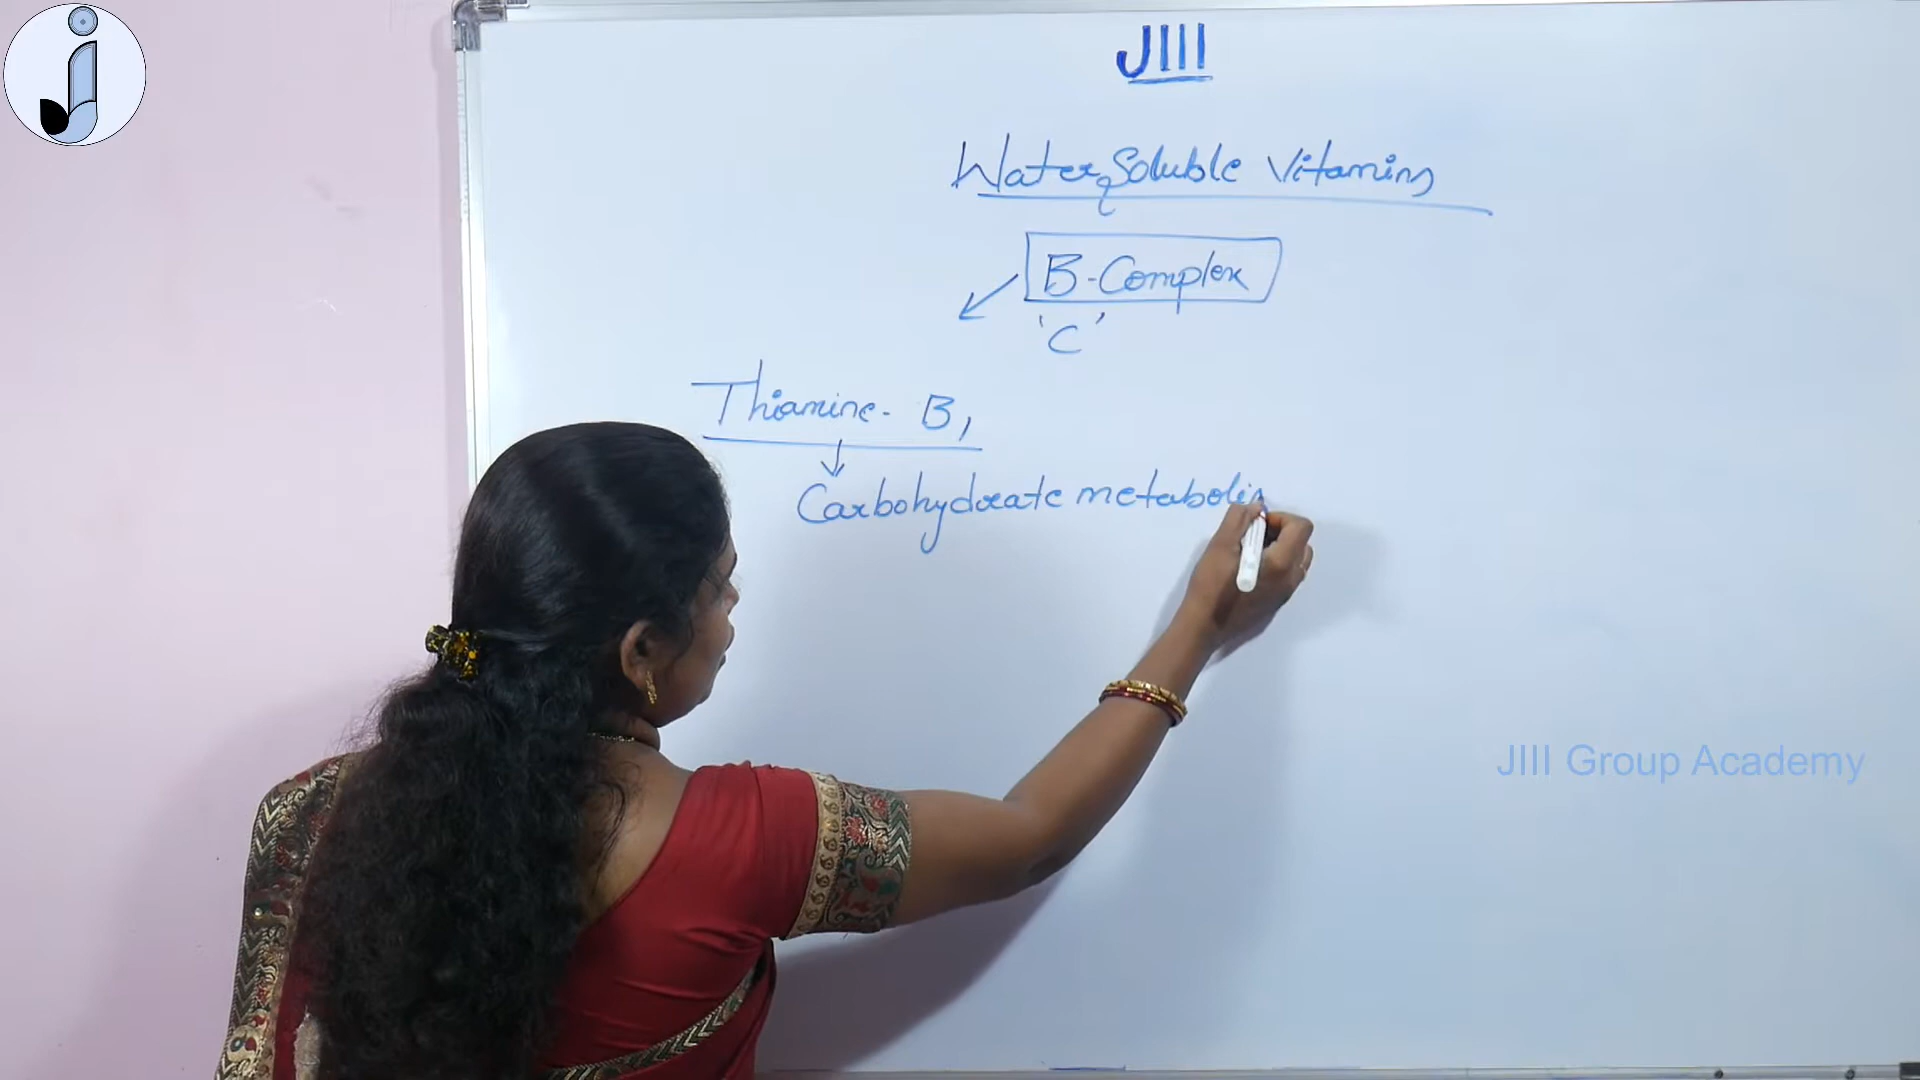 JIII
Water Soluble Vitamins
B-Complex
'C'
Thiamine - B1
Carbohydrate metabolis
JIII Group Academy